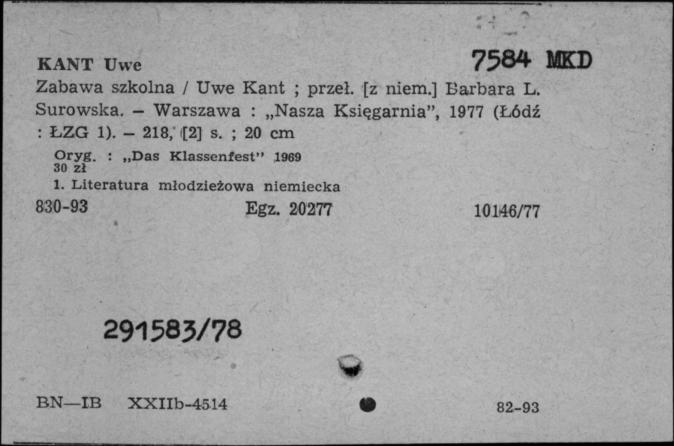 KANT Uwe 7584 MKD
Zabawa szkolna / Uwe Kant ; przeł. [z niem.] Barbara L.
Surowska. — Warszawa : „Nasza Księgarnia”, 1977 (Łódź
: ŁZG 1). — 218, [2] s. ; 20 cm
Oryg. : „Das Klassenfest” 1969
30 zł
1. Literatura młodzieżowa niemiecka
830-93 Egz. 20277 10146/77
291583/78
BN—IB XXIIb-4514 82-93